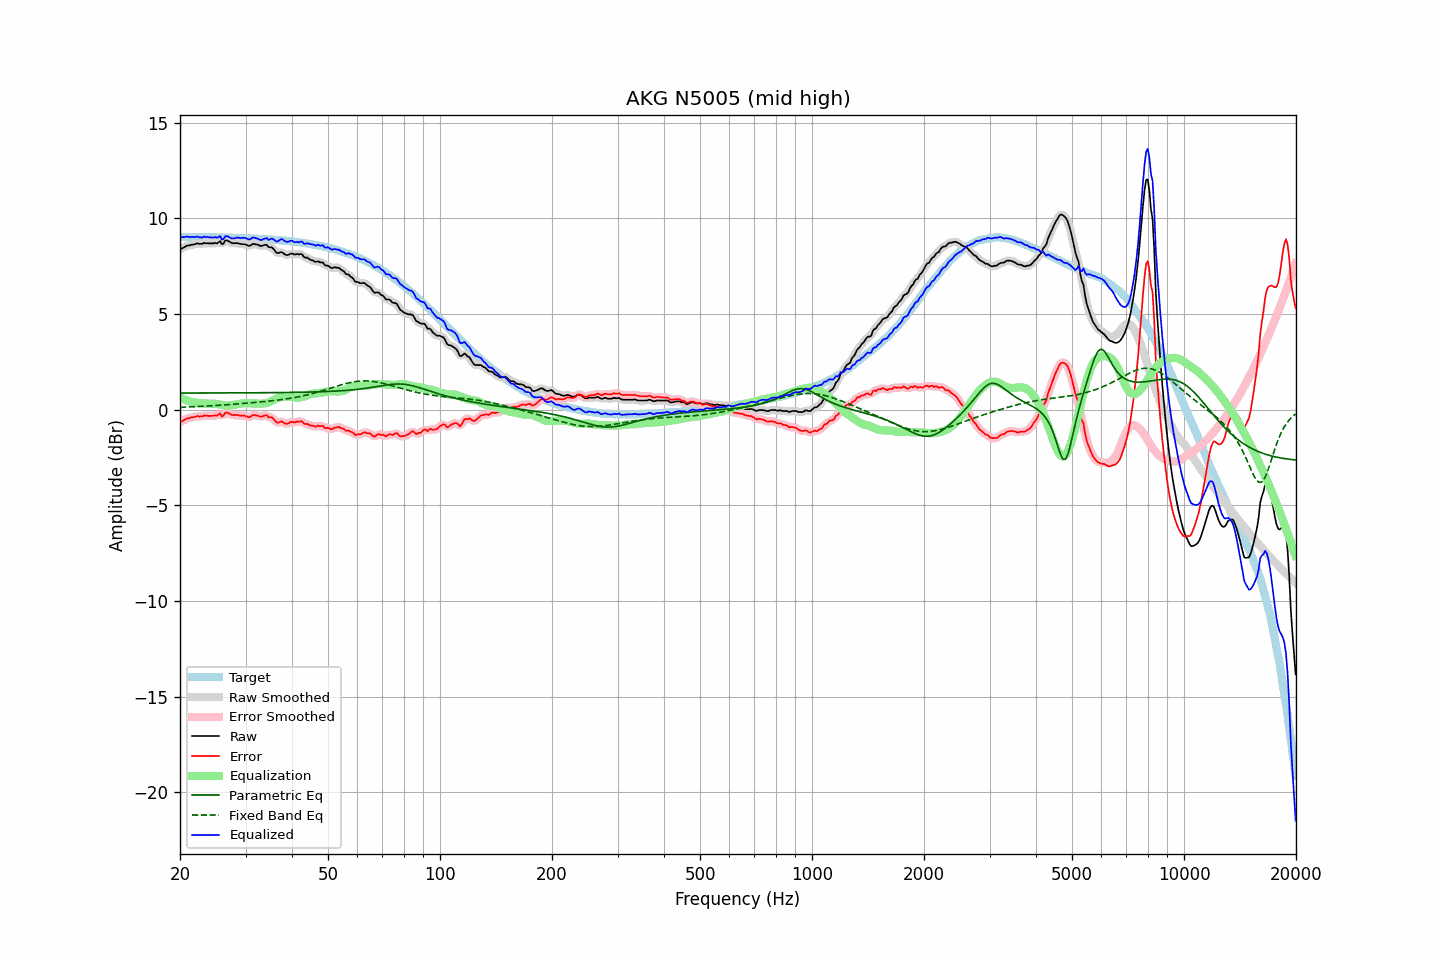 AKG N5005 (mid high)
Amplitude (dBr)
15
10
5
0
−5
−10
−15
−20
Target
Raw Smoothed
Error Smoothed
Raw
Error
Equalization
Parametric Eq
Fixed Band Eq
Equalized
20 50 100 200 500 1000 2000 5000 10000 20000
Frequency (Hz)